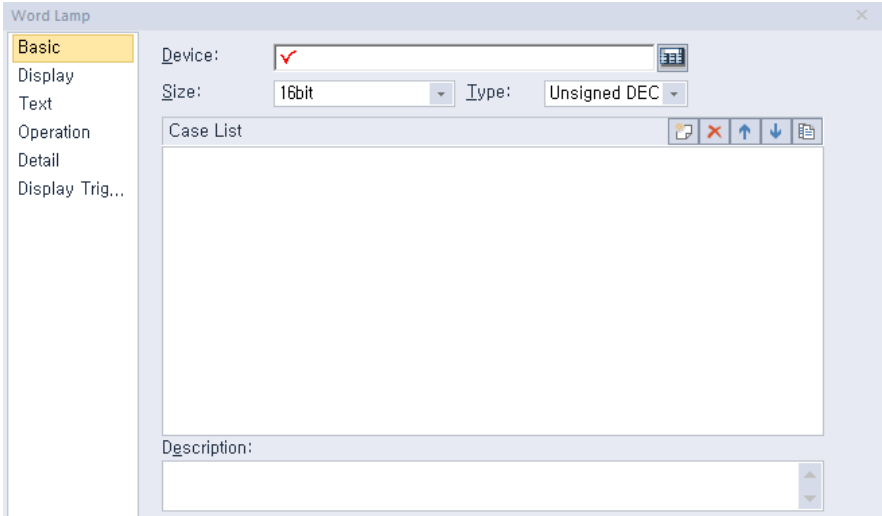 Word Lamp
Basic
Display
Text
Operation
Detail
Display Trig...
Device:
Size: 16bit Type: Unsigned DEC
Case List
Description: